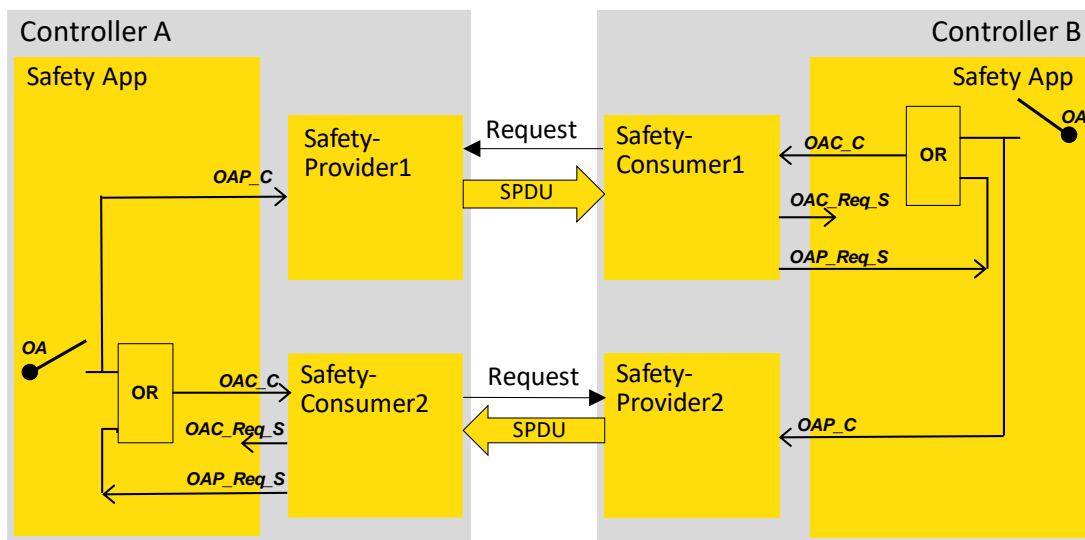 Controller A
Controller B
Safety App
Safety App
OA
Safety-
Provider1
Request
Safety-
Consumer1
OAC_C
OR
OAP_C
SPDU
OAC_Req_S
OAP_Req_S
OA
OR
OAC_C
Safety-
Consumer2
Request
Safety-
Provider2
OAC_Req_S
SPDU
OAP_C
OAP_Req_S